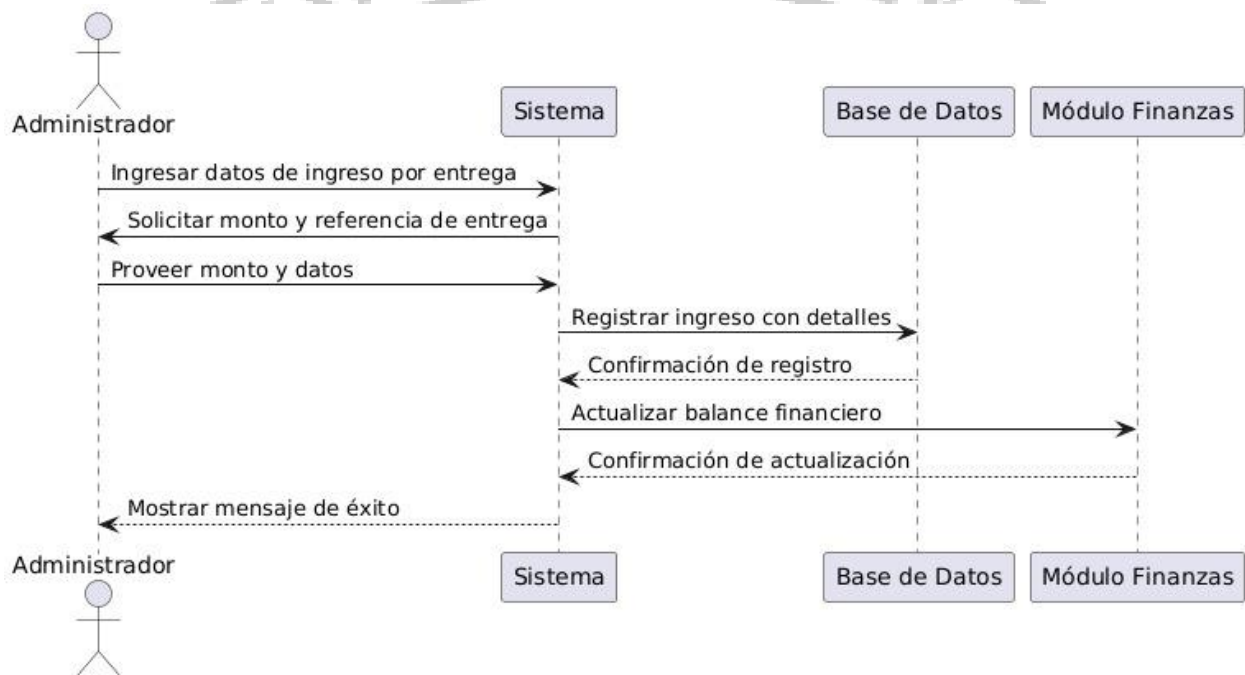 Administrador
Sistema
Base de Datos
Módulo Finanzas
Ingresar datos de ingreso por entrega
Solicitar monto y referencia de entrega
Proveer monto y datos
Registrar ingreso con detalles
Confirmación de registro
Actualizar balance financiero
Confirmación de actualización
Mostrar mensaje de éxito
Administrador
Sistema
Base de Datos
Módulo Finanzas